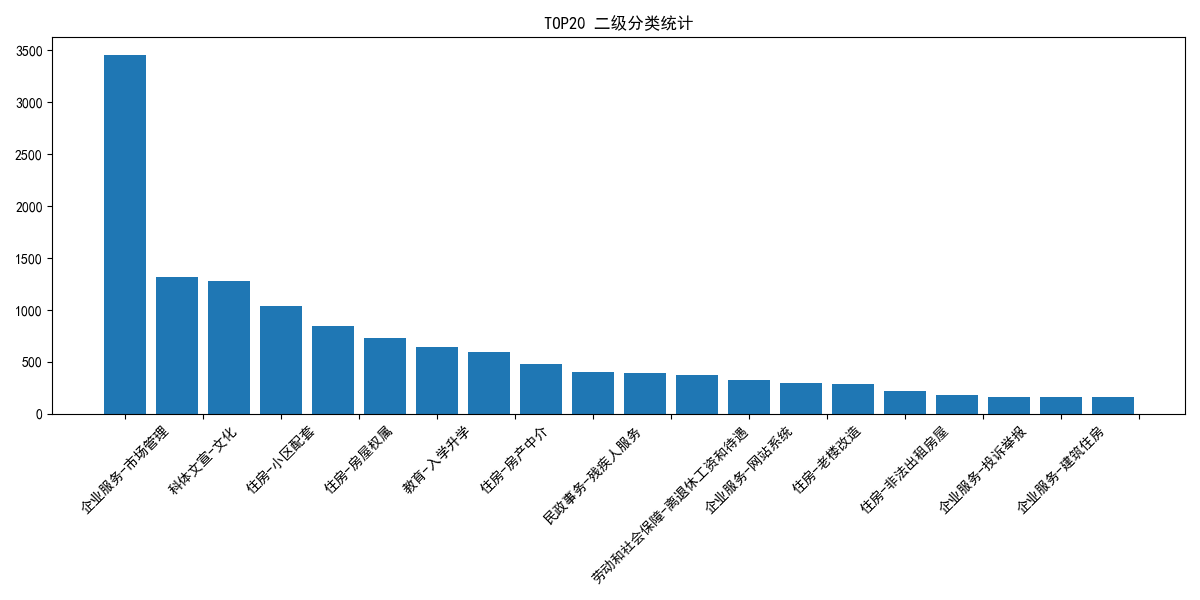 TOP20 二级分类统计
3500
3000
2500
2000
1500
1000
500
0
企业服务-市场管理
科体文宣-文化
住房-小区配套
住房-房屋权属
教育-入学升学
住房-房产中介
民政事务-残疾人服务
劳动和社会保障-离退休工资和待遇
企业服务-网站系统
住房-老楼改造
住房-非法出租房屋
企业服务-投诉举报
企业服务-建筑住房